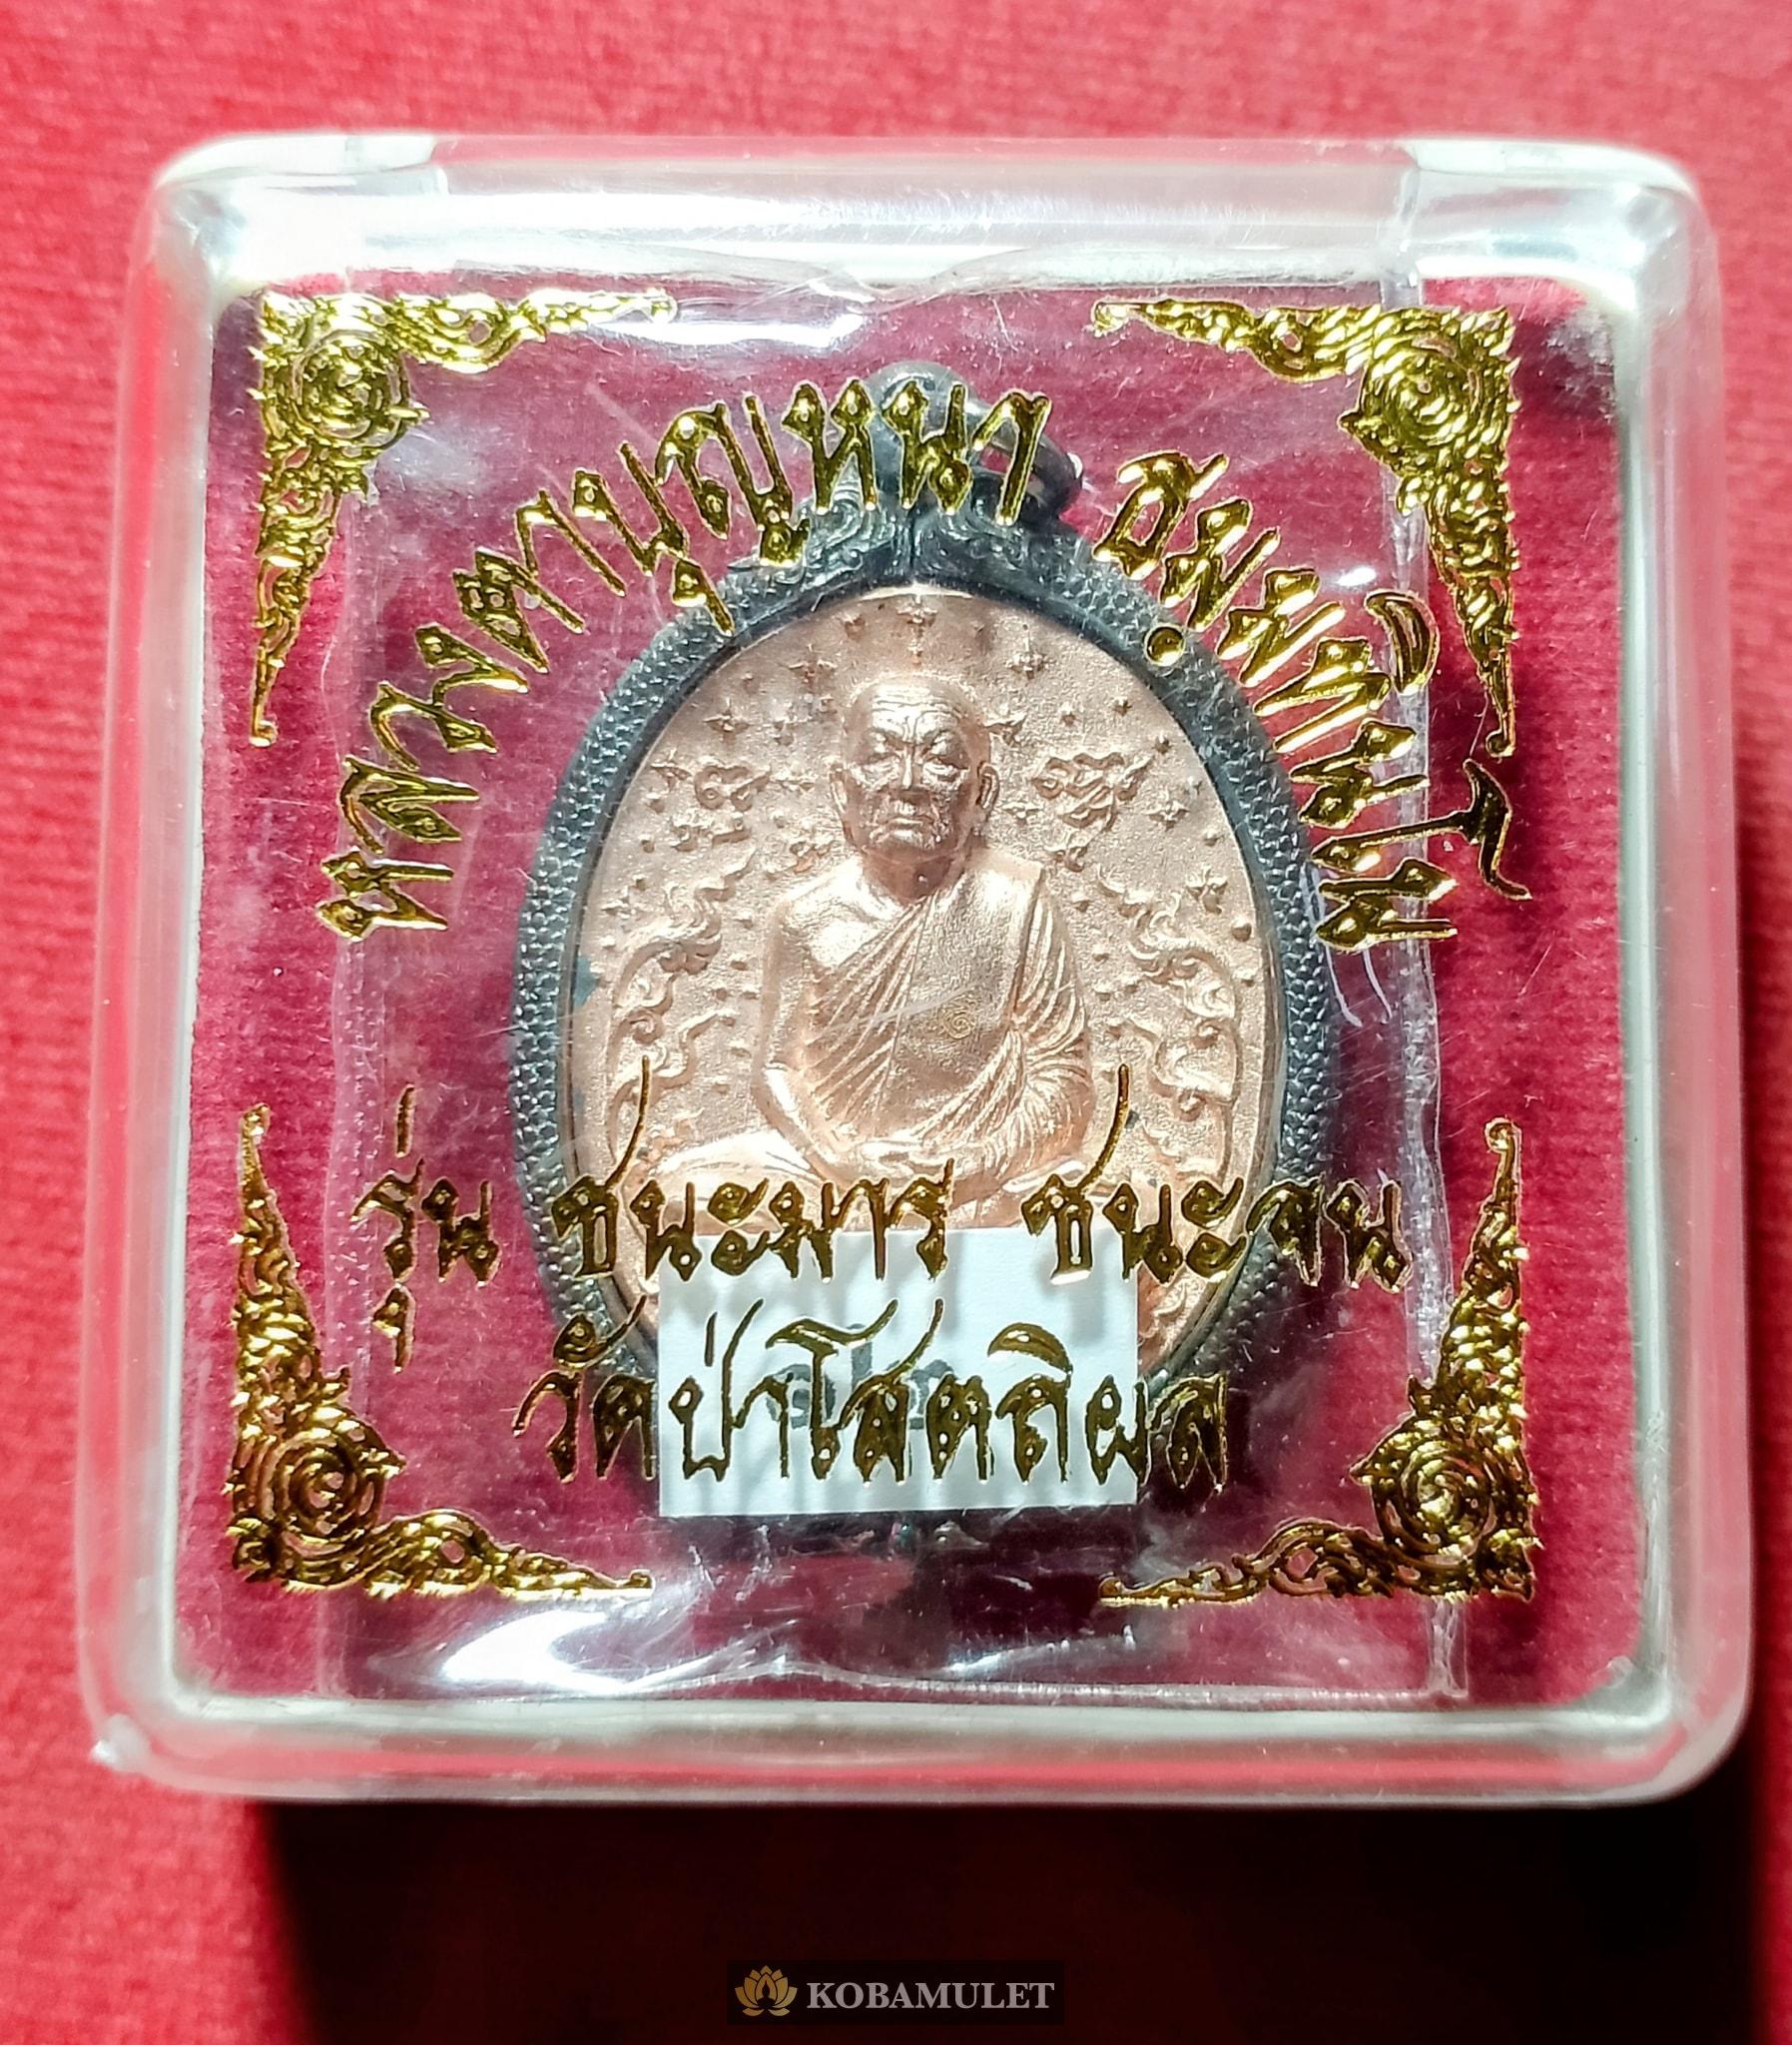 หลวงตาบุญหนา ธมฺมทินโน
รุ่น ชนะมาร ชนะจน
วัดป่าโสตถิผล
KOBAMULET